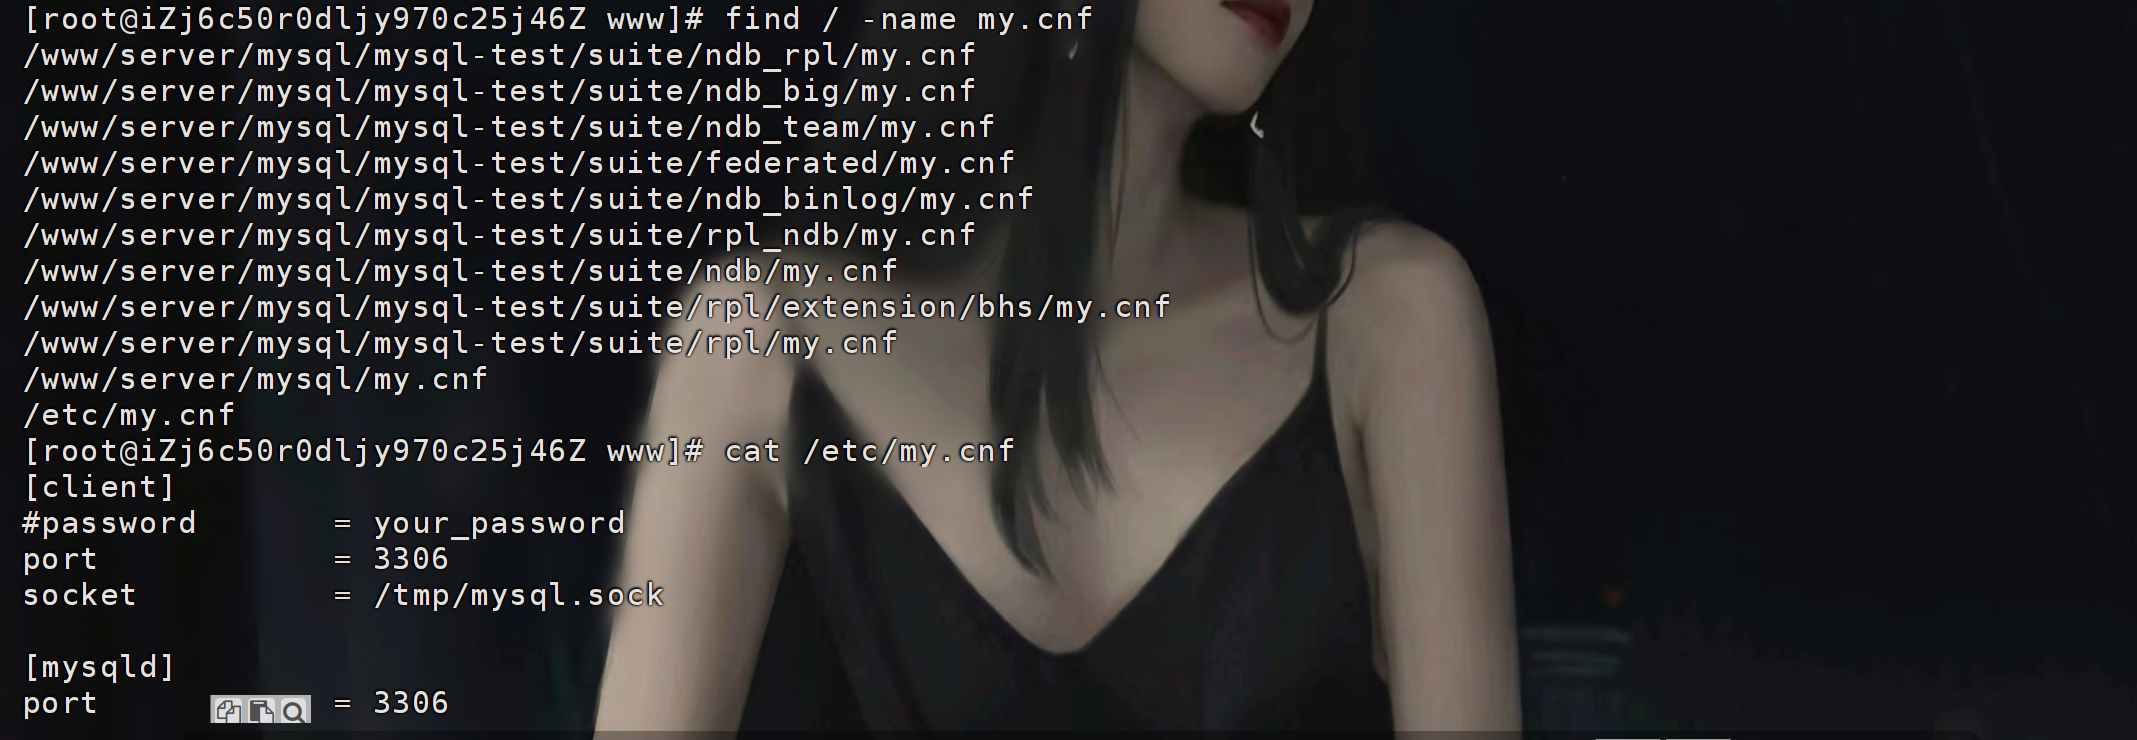 [root@iZj6c50r0dljy970c25j46Z www]# find / -name my.cnf
/www/server/mysql/mysql-test/suite/ndb_rpl/my.cnf
/www/server/mysql/mysql-test/suite/ndb_big/my.cnf
/www/server/mysql/mysql-test/suite/ndb_team/my.cnf
/www/server/mysql/mysql-test/suite/federated/my.cnf
/www/server/mysql/mysql-test/suite/ndb_binlog/my.cnf
/www/server/mysql/mysql-test/suite/rpl_ndb/my.cnf
/www/server/mysql/mysql-test/suite/ndb/my.cnf
/www/server/mysql/mysql-test/suite/rpl/extension/bhs/my.cnf
/www/server/mysql/mysql-test/suite/rpl/my.cnf
/www/server/mysql/my.cnf
/etc/my.cnf
[root@iZj6c50r0dljy970c25j46Z www]# cat /etc/my.cnf
[client]
#password       = your_password
port            = 3306
socket          = /tmp/mysql.sock

[mysqld]
port            = 3306